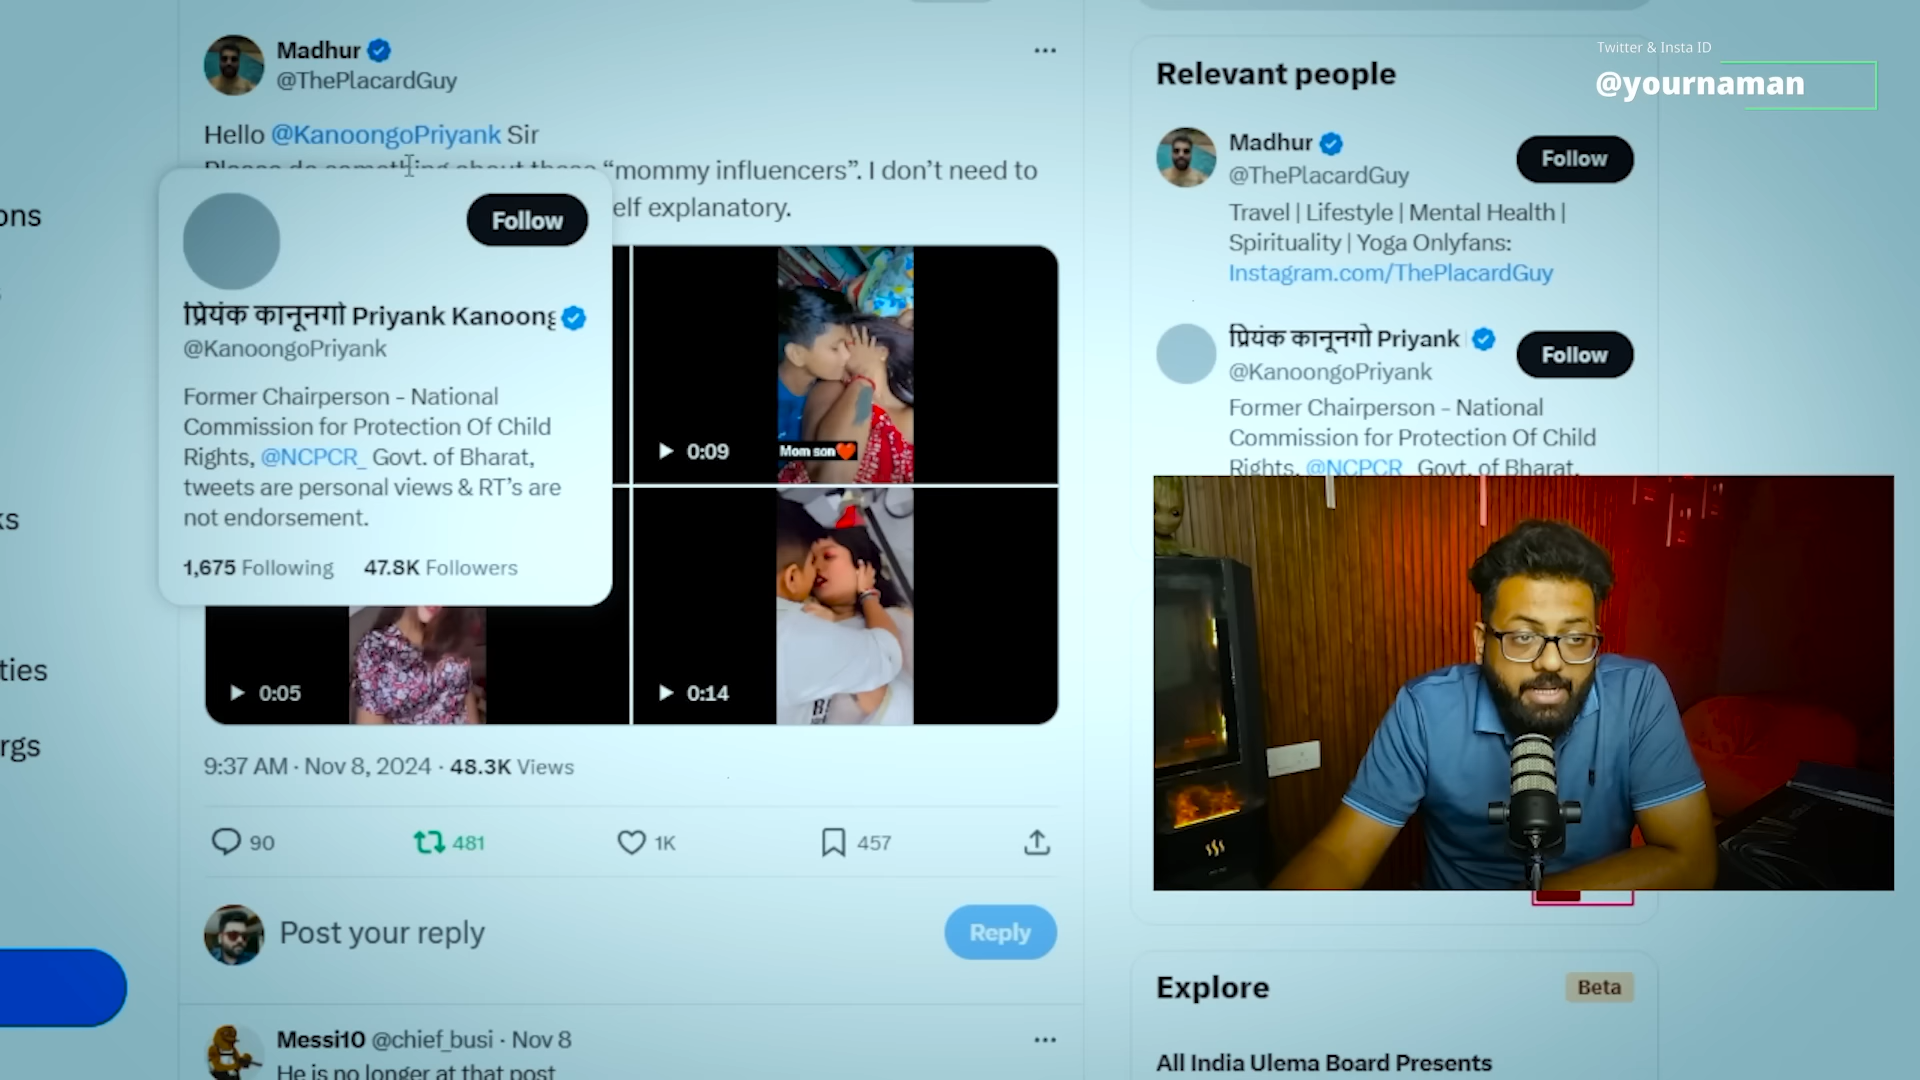 Twitter & Insta ID
@yournaman
Madhur
@ThePlacardGuy
Hello @KanoongoPriyank Sir
Please do something about these “mommy influencers”. I don’t need to
elf explanatory.
Follow
प्रियंक कानूनगो Priyank Kanoong
@KanoongoPriyank
Former Chairperson - National
Commission for Protection Of Child
Rights, @NCPCR_ Govt. of Bharat,
tweets are personal views & RT’s are
not endorsement.
1,675 Following 47.8K Followers
0:09
Mom son❤️
0:05
0:14
9:37 AM · Nov 8, 2024 · 48.3K Views
90 481 1K 457
Post your reply
Reply
Messi10 @chief_busi · Nov 8
He is no longer at that post
ons
ks
ties
rgs
Relevant people
Madhur
@ThePlacardGuy
Follow
Travel | Lifestyle | Mental Health |
Spirituality | Yoga Onlyfans:
Instagram.com/ThePlacardGuy
प्रियंक कानूनगो Priyank
@KanoongoPriyank
Follow
Former Chairperson - National
Commission for Protection Of Child
Rights, @NCPCR_ Govt. of Bharat,
Explore
Beta
All India Ulema Board Presents